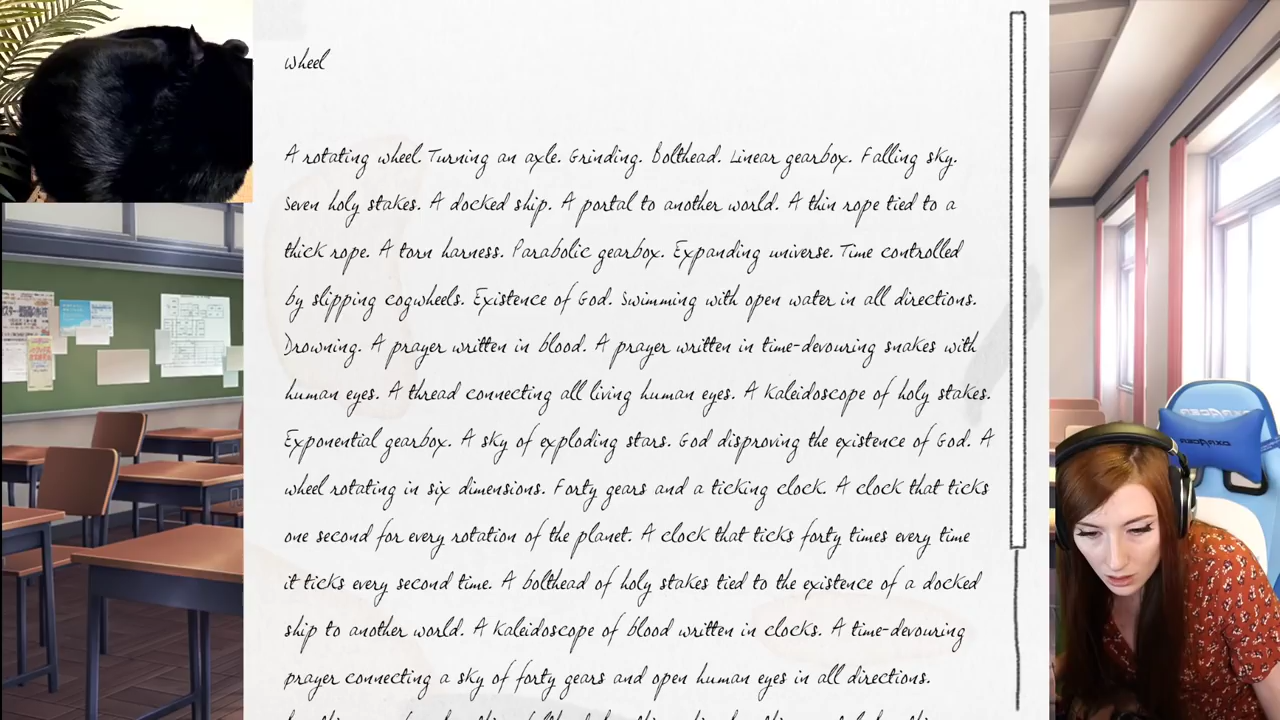 Wheel
A rotating wheel. Turning an axle. Grinding. Bolthead. Linear gearbox. Falling sky.
Seven holy stakes. A docked ship. A portal to another world. A thin rope tied to a
thick rope. A torn harness. Parabolic gearbox. Expanding universe. Time controlled
by slipping cogwheels. Existence of God. Swimming with open water in all directions.
Drowning. A prayer written in blood. A prayer written in time-devouring snakes with
human eyes. A thread connecting all living human eyes. A kaleidoscope of holy stakes.
Exponential gearbox. A sky of exploding stars. God disproving the existence of God. A
wheel rotating in six dimensions. Forty gears and a ticking clock. A clock that ticks
one second for every rotation of the planet. A clock that ticks forty times every time
it ticks every second time. A bolthead of holy stakes tied to the existence of a docked
ship to another world. A kaleidoscope of blood written in clocks. A time-devouring
prayer connecting a sky of forty gears and open human eyes in all directions.